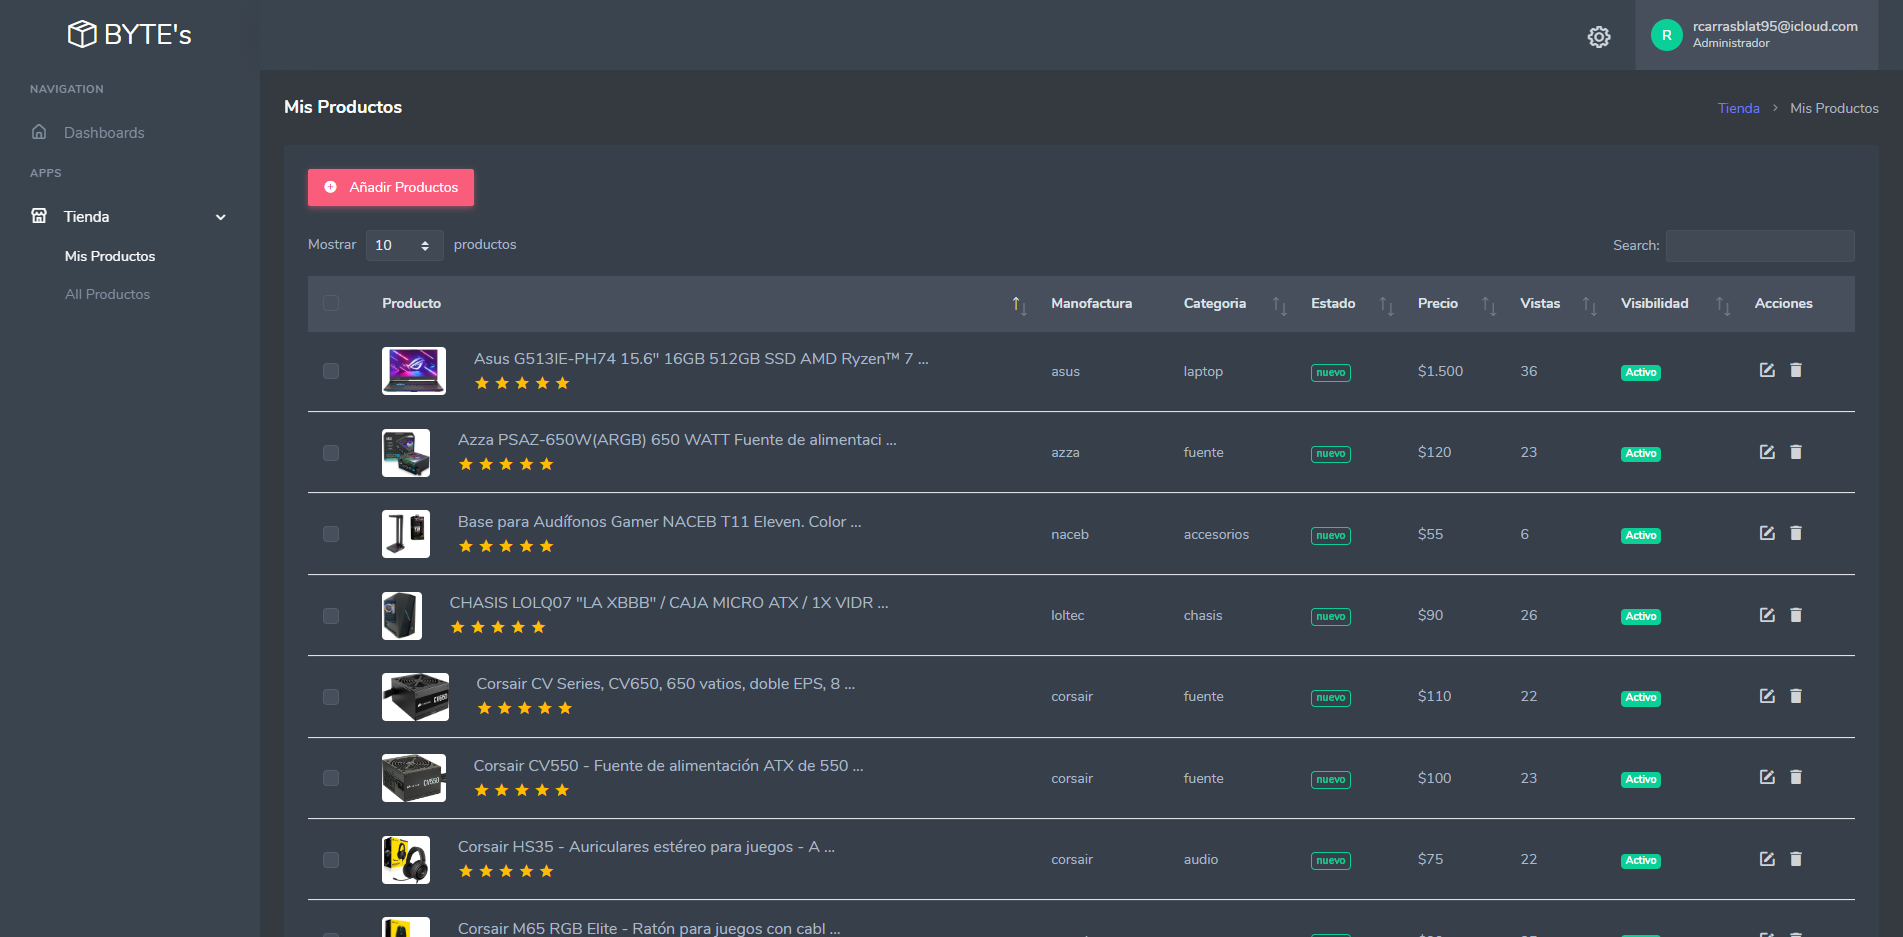 BYTE's
R
rcarrasblat95@icloud.com
Administrador
NAVIGATION
Dashboards
APPS
Tienda
Mis Productos
All Productos
Mis Productos
Tienda > Mis Productos
Añadir Productos
Mostrar 10 productos
Search:
Producto Manofactura Categoria Estado Precio Vistas Visibilidad Acciones
Asus G513IE-PH74 15.6" 16GB 512GB SSD AMD Ryzen™ 7 ...
asus laptop nuevo $1.500 36 Activo
Azza PSAZ-650W(ARGB) 650 WATT Fuente de alimentaci ...
azza fuente nuevo $120 23 Activo
Base para Audífonos Gamer NACEB T11 Eleven. Color ...
naceb accesorios nuevo $55 6 Activo
CHASIS LOLQ07 "LA XBBB" / CAJA MICRO ATX / 1X VIDR ...
loltec chasis nuevo $90 26 Activo
Corsair CV Series, CV650, 650 vatios, doble EPS, 8 ...
CV650
corsair fuente nuevo $110 22 Activo
Corsair CV550 - Fuente de alimentación ATX de 550 ...
CV550
corsair fuente nuevo $100 23 Activo
Corsair HS35 - Auriculares estéreo para juegos - A ...
corsair audio nuevo $75 22 Activo
Corsair M65 RGB Elite - Ratón para juegos con cabl ...